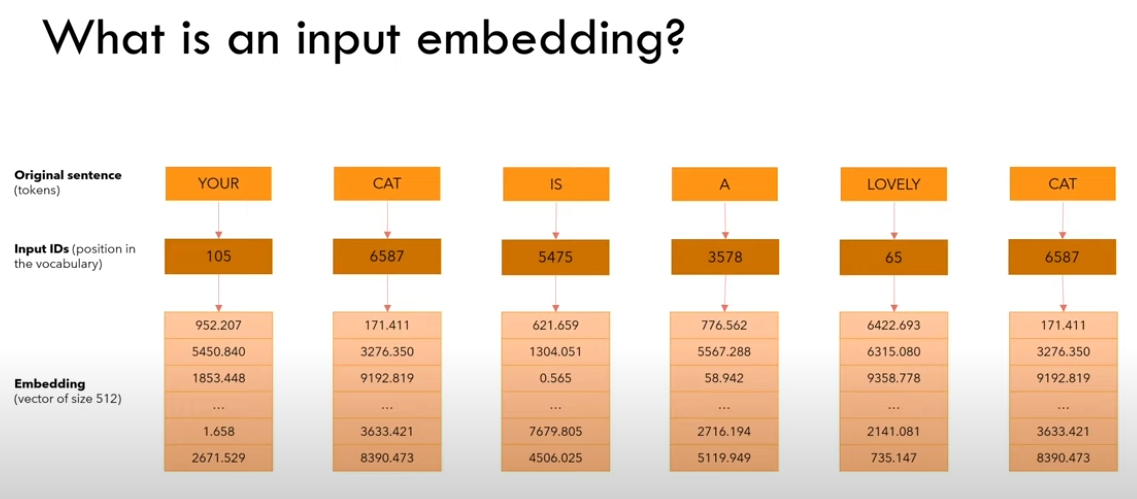 What is an input embedding?
Original sentence
(tokens)
YOUR CAT IS A LOVELY CAT
Input IDs (position in
the vocabulary)
105 6587 5475 3578 65 6587
Embedding
(vector of size 512)
952.207 171.411 621.659 776.562 6422.693 171.411
5450.840 3276.350 1304.051 5567.288 6315.080 3276.350
1853.448 9192.819 0.565 58.942 9358.778 9192.819
... ... ... ... ... ...
1.658 3633.421 7679.805 2716.194 2141.081 3633.421
2671.529 8390.473 4506.025 5119.949 735.147 8390.473